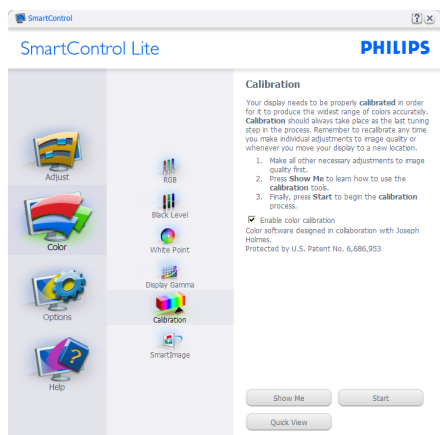 SmartControl
SmartControl Lite
PHILIPS
Adjust
Color
Options
Help
RGB
Black Level
White Point
Display Gamma
Calibration
SmartImage
Calibration
Your display needs to be properly calibrated in order
for it to produce the widest range of colors accurately.
Calibration should always take place as the last tuning
step in the process. Remember to recalibrate any time
you make individual adjustments to image quality or
whenever you move your display to a new location.
1. Make all other necessary adjustments to image
quality first.
2. Press Show Me to learn how to use the
calibration tools.
3. Finally, press Start to begin the calibration
process.
Enable color calibration
Color software designed in collaboration with Joseph
Holmes.
Protected by U.S. Patent No. 6,686,953
Show Me
Start
Quick View